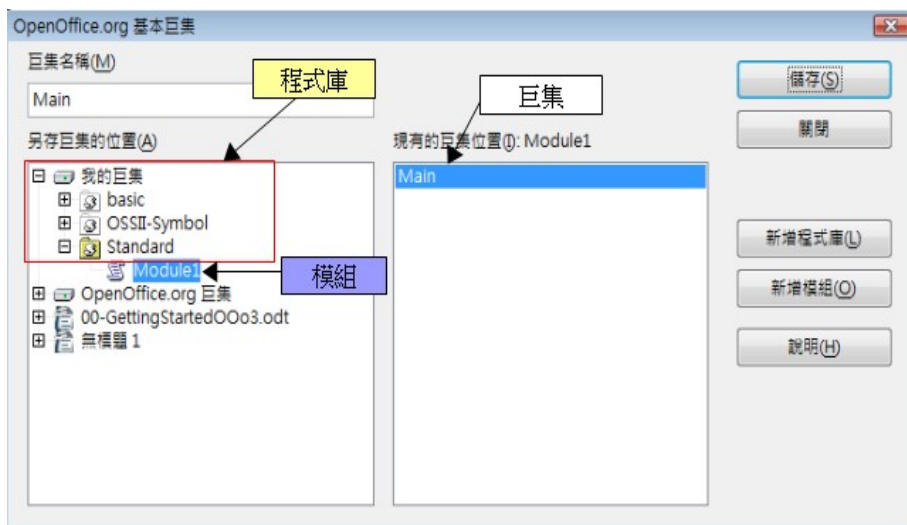 OpenOffice.org 基本巨集
巨集名稱(M)
Main
程式庫
巨集
儲存(S)
關閉
另存巨集的位置(A)
我的巨集
basic
OSSII-Symbol
Standard
Module1
模組
OpenOffice.org 巨集
00-GettingStartedOOo3.odt
無標題 1
現有的巨集位置(I): Module1
Main
新增程式庫(L)
新增模組(O)
說明(H)